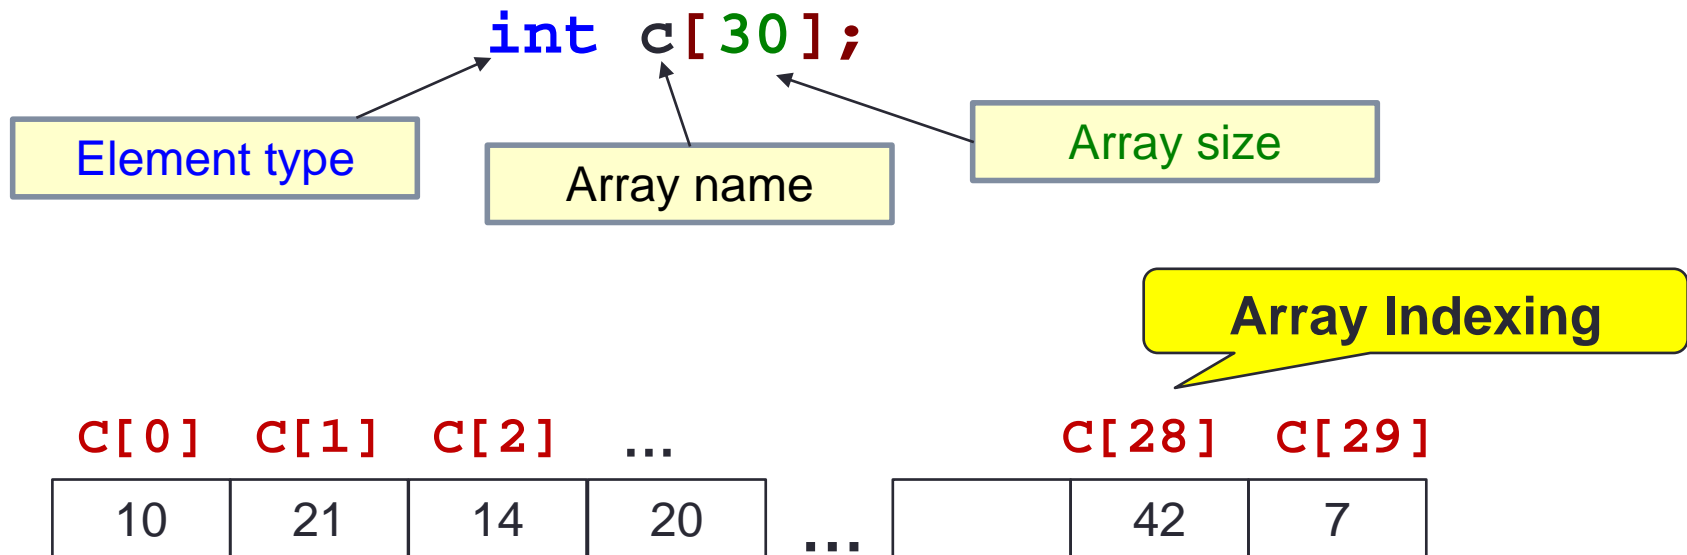 int c[30];
Element type
Array name
Array size
Array Indexing
C[0] C[1] C[2] ... C[28] C[29]
10 21 14 20 ... 42 7